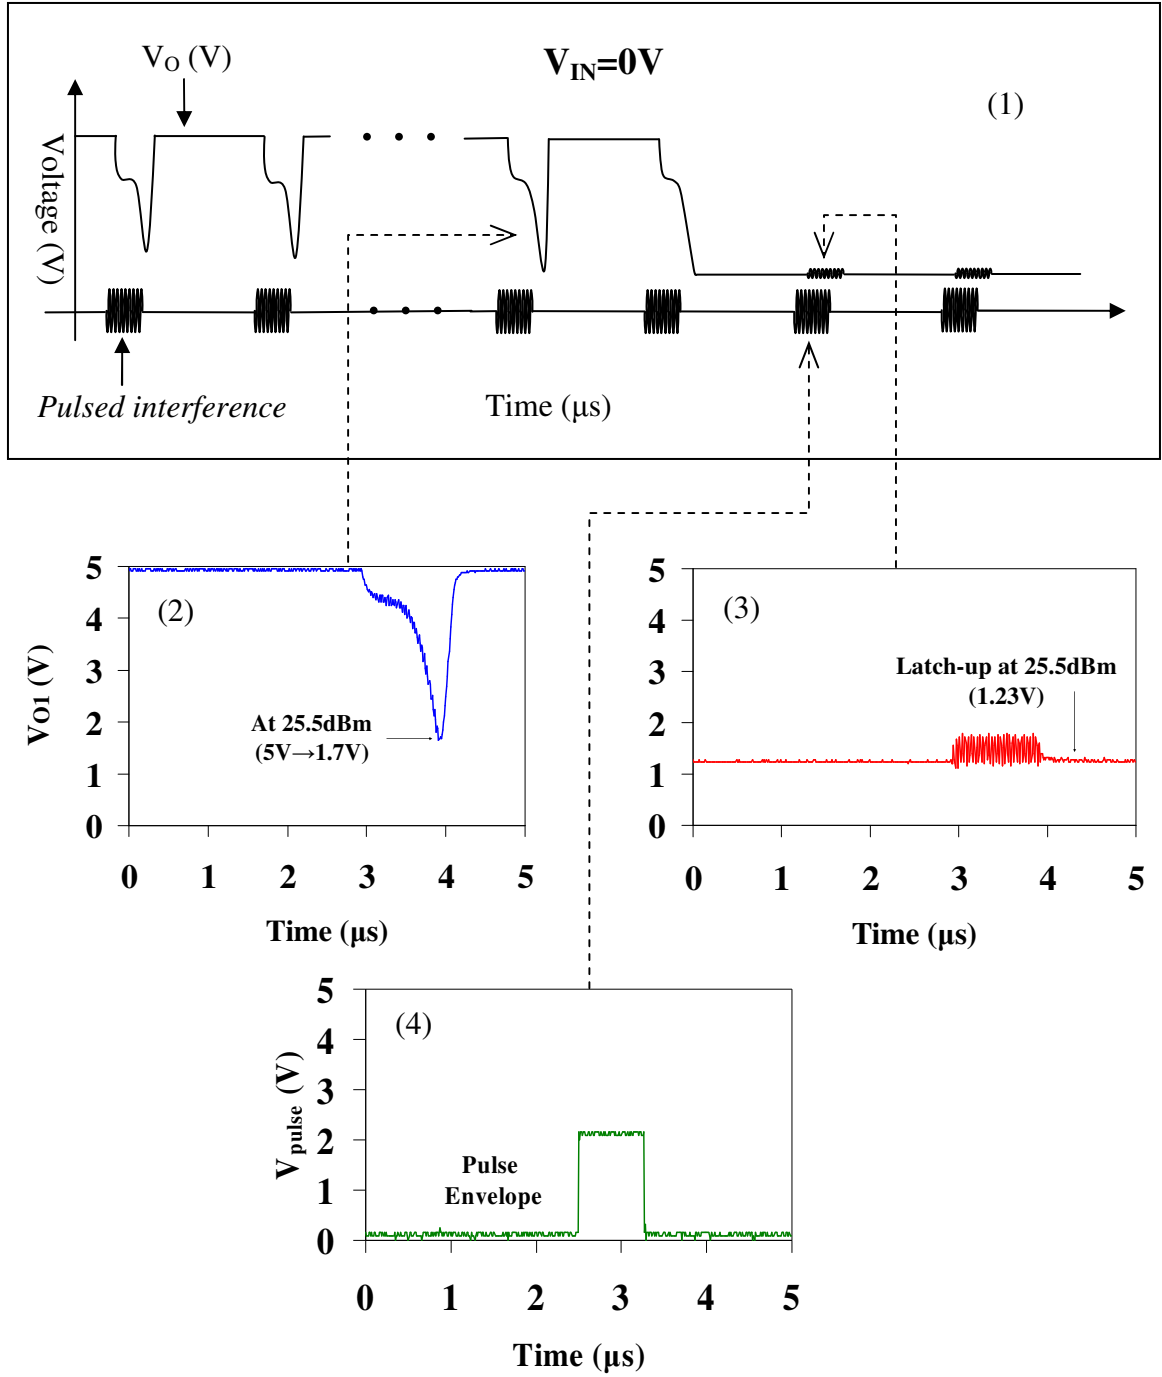 V_O (V)
V_IN=0V
(1)
Voltage (V)
Pulsed interference
Time (μs)
5
4
3
2
1
0
(2)
V_O1 (V)
At 25.5dBm
(5V→1.7V)
0 1 2 3 4 5
Time (μs)
5
4
3
2
1
0
(3)
Latch-up at 25.5dBm
(1.23V)
0 1 2 3 4 5
Time (μs)
5
4
3
2
1
0
(4)
V_pulse (V)
Pulse
Envelope
0 1 2 3 4 5
Time (μs)